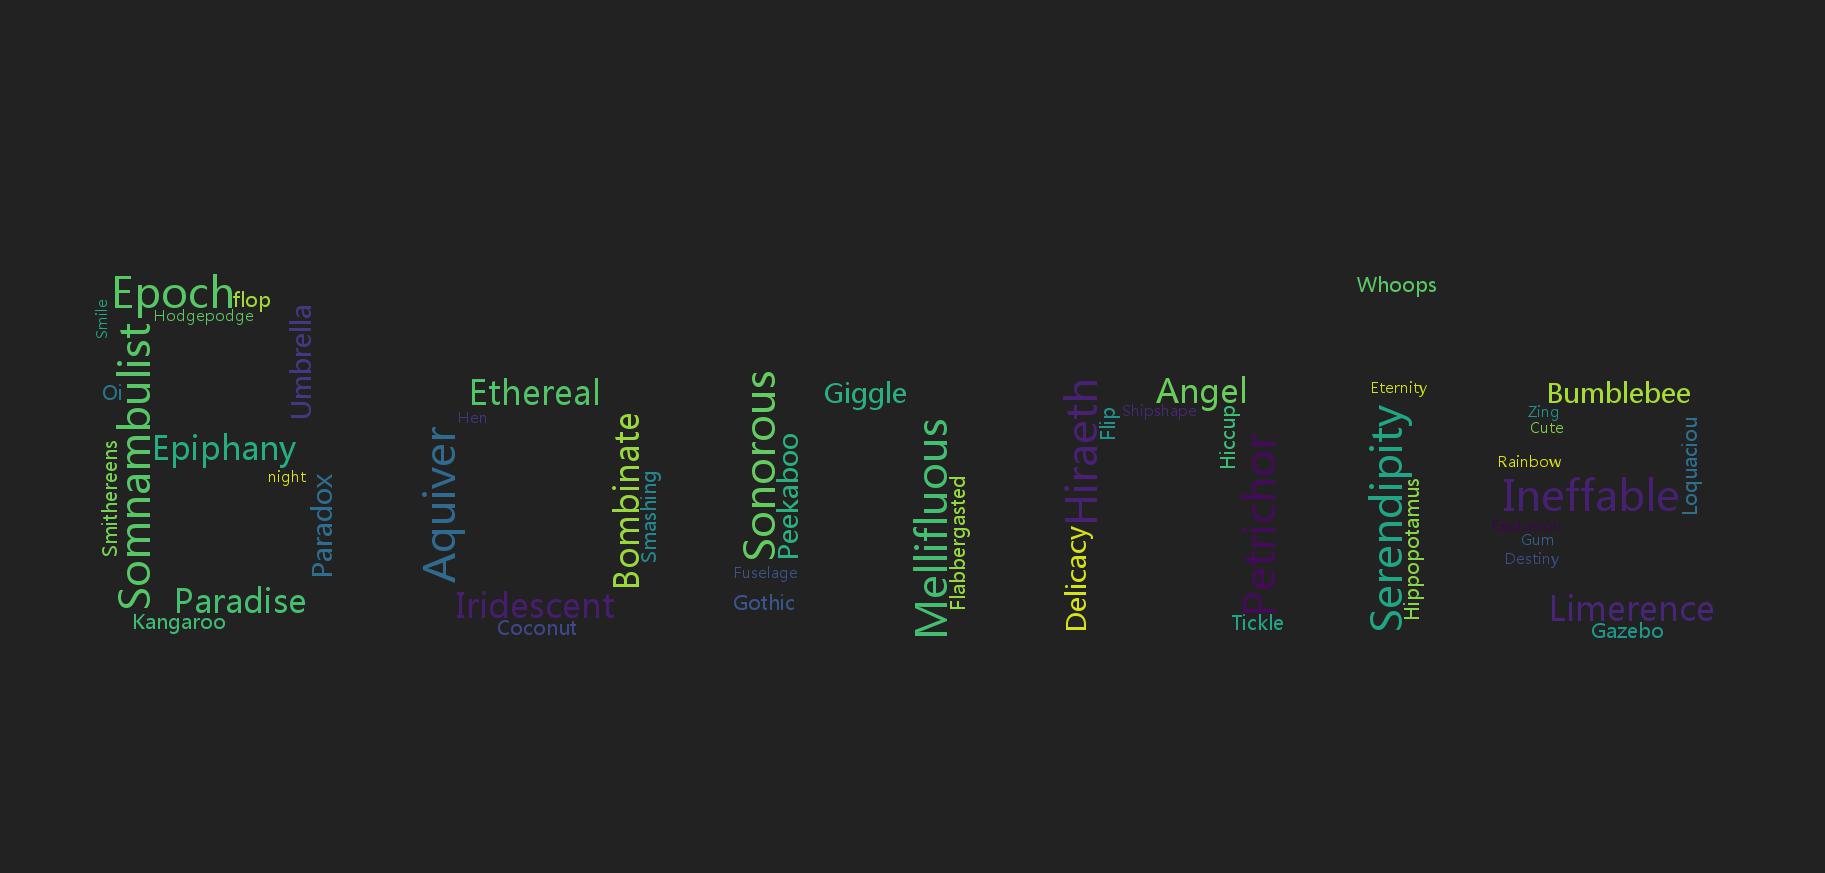 Epoch
flop
Smile
Hodgepodge
Umbrella
Somnambulist
Oi
Smithereens
Epiphany
night
Paradox
Paradise
Kangaroo
Ethereal
Hen
Aquiver
Bombinate
Smashing
Iridescent
Coconut
Sonorous
Peekaboo
Giggle
Mellifluous
Flabbergasted
Fuselage
Gothic
Hiraeth
Flip
Shipshape
Angel
Hiccup
Petrichor
Delicacy
Tickle
Whoops
Eternity
Serendipity
Hippopotamus
Bumblebee
Zing
Cute
Loquaciou
Rainbow
Ineffable
Gum
Destiny
Limerence
Gazebo